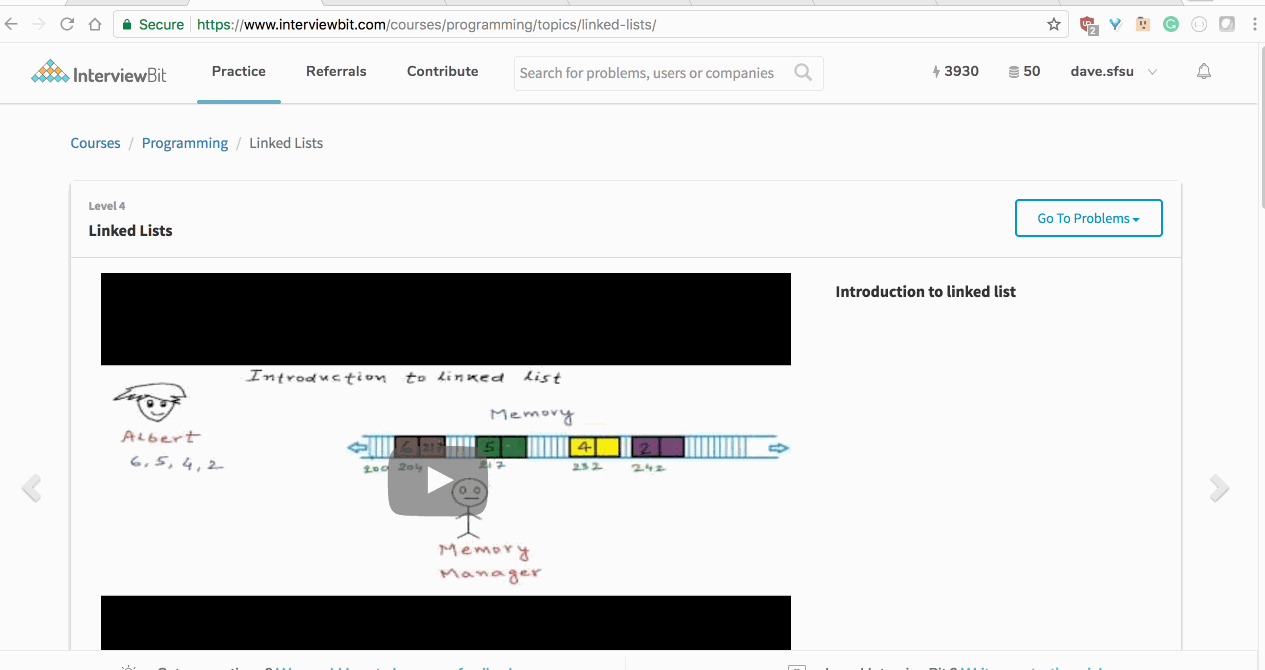 Secure https://www.interviewbit.com/courses/programming/topics/linked-lists/ 2
InterviewBit Practice Referrals Contribute Search for problems, users or companies 3930 50 dave.sfsu
Courses / Programming / Linked Lists
Level 4
Linked Lists
Go To Problems
Introduction to linked list
Introduction to linked list
Memory
Albert
6, 5, 4, 2
6 217 5 4 2
200 204 217 232 242
Memory
Manager